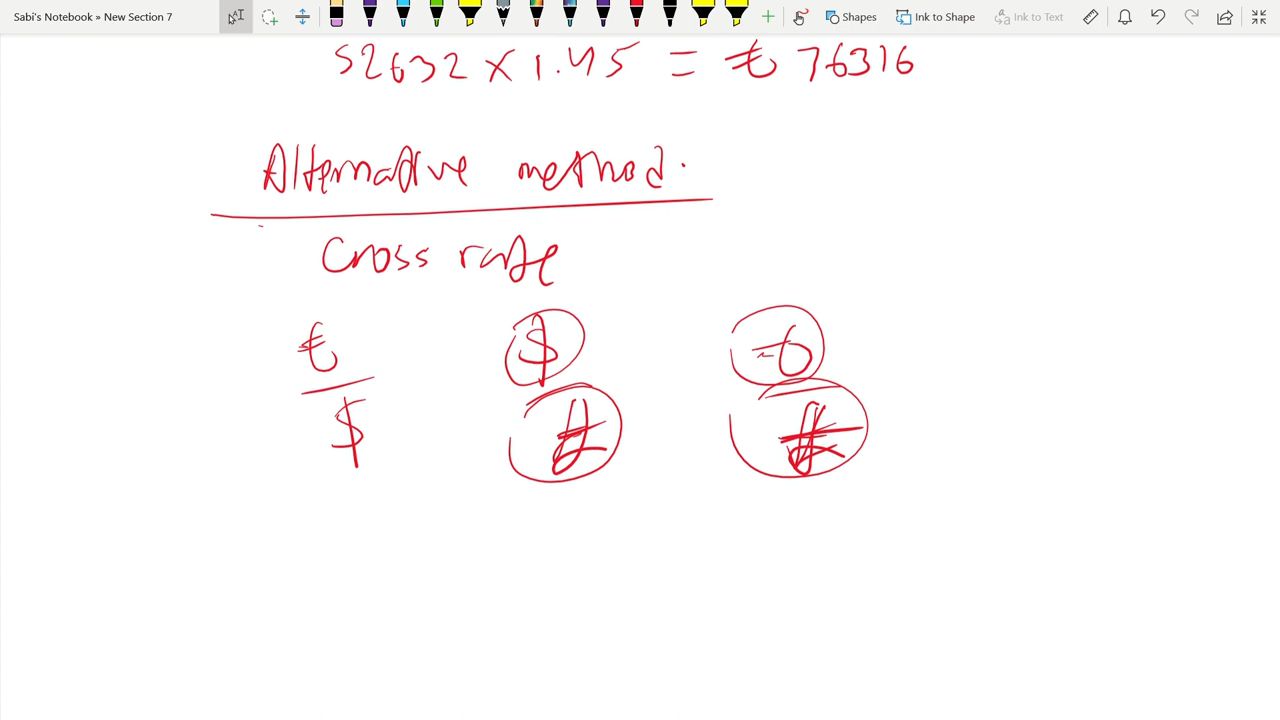 Sabi's Notebook » New Section 7
Shapes
Ink to Shape
Ink to Text
52632 × 1.45 = € 76316
Alternative method.
Cross rate
€ $ €
$ £ £